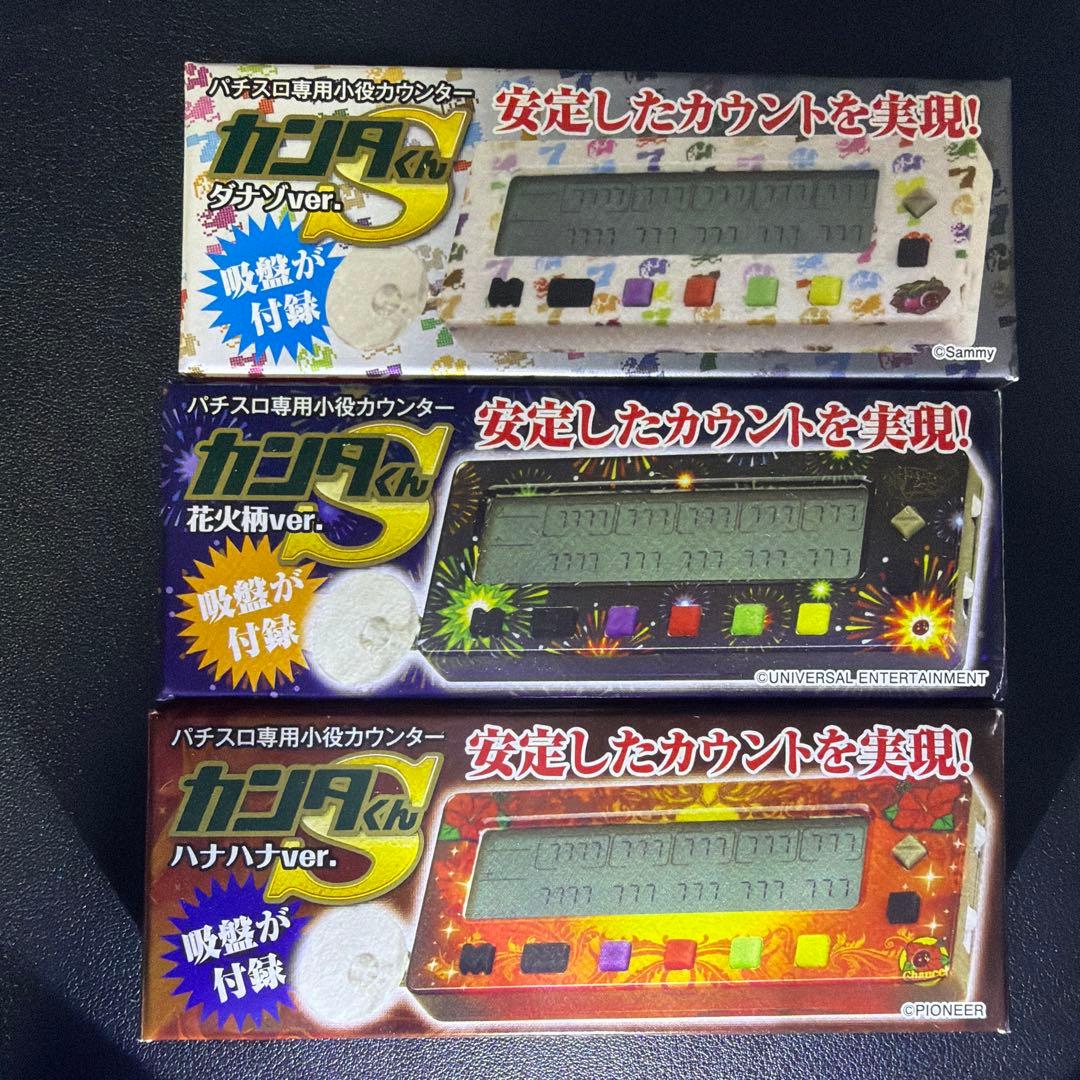 パチスロ専用小役カウンター
カンタくんS
ダナゾver.
吸盤が
付録
安定したカウントを実現!
©Sammy
パチスロ専用小役カウンター
カンタくんS
花火柄ver.
吸盤が
付録
安定したカウントを実現!
©UNIVERSAL ENTERTAINMENT
パチスロ専用小役カウンター
カンタくんS
ハナハナver.
吸盤が
付録
安定したカウントを実現!
Chance
©PIONEER